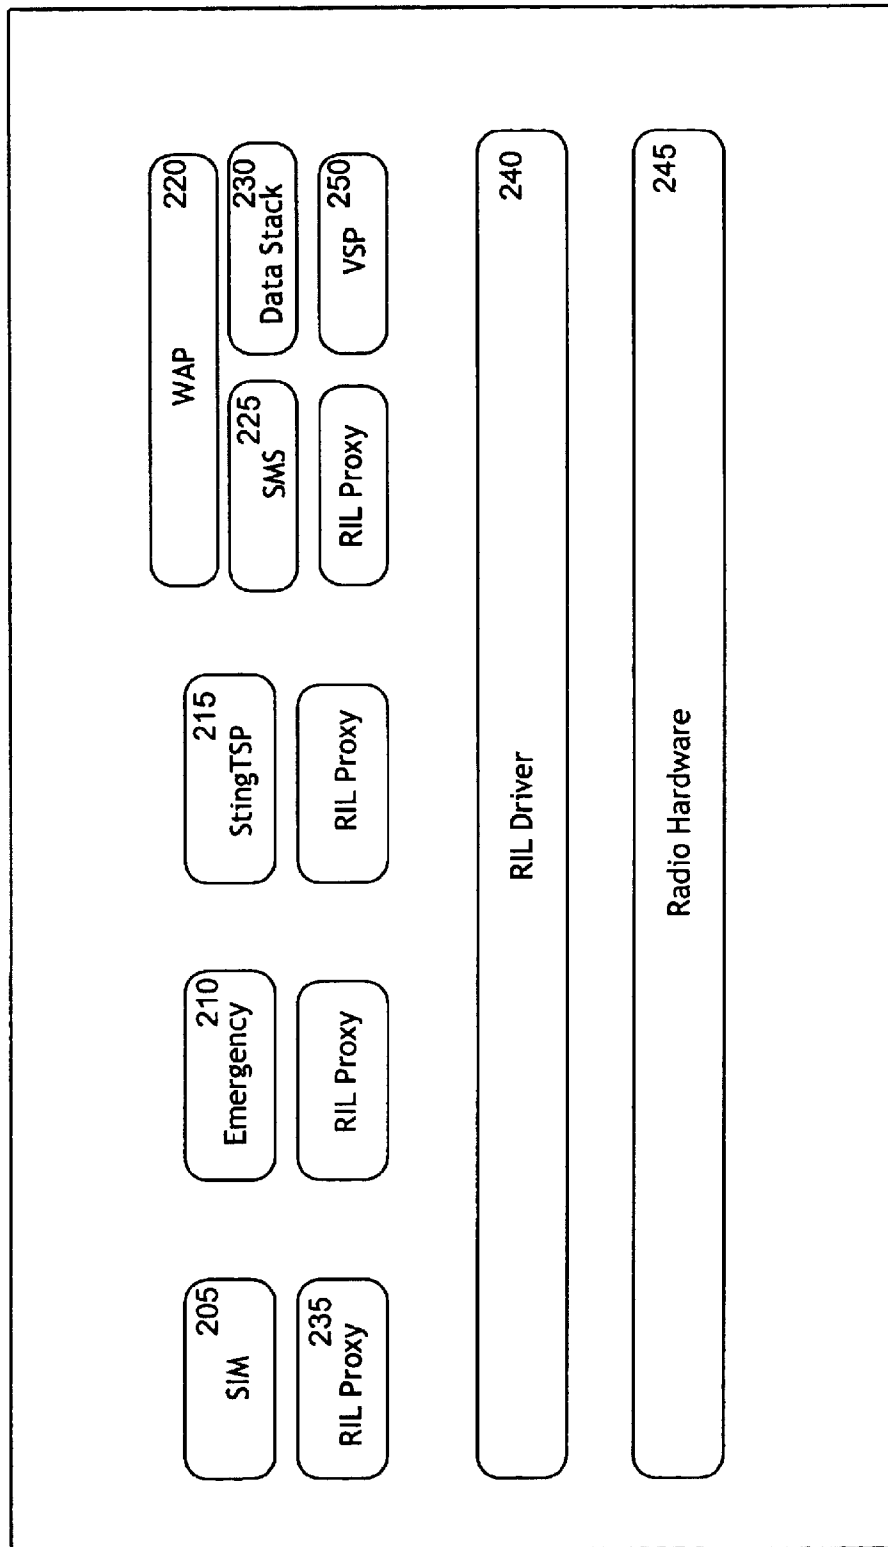 220
WAP
205
SIM
210
Emergency
215
StingTSP
225
SMS
230
Data Stack
235
RIL Proxy
RIL Proxy
RIL Proxy
RIL Proxy
250
VSP
240
RIL Driver
245
Radio Hardware